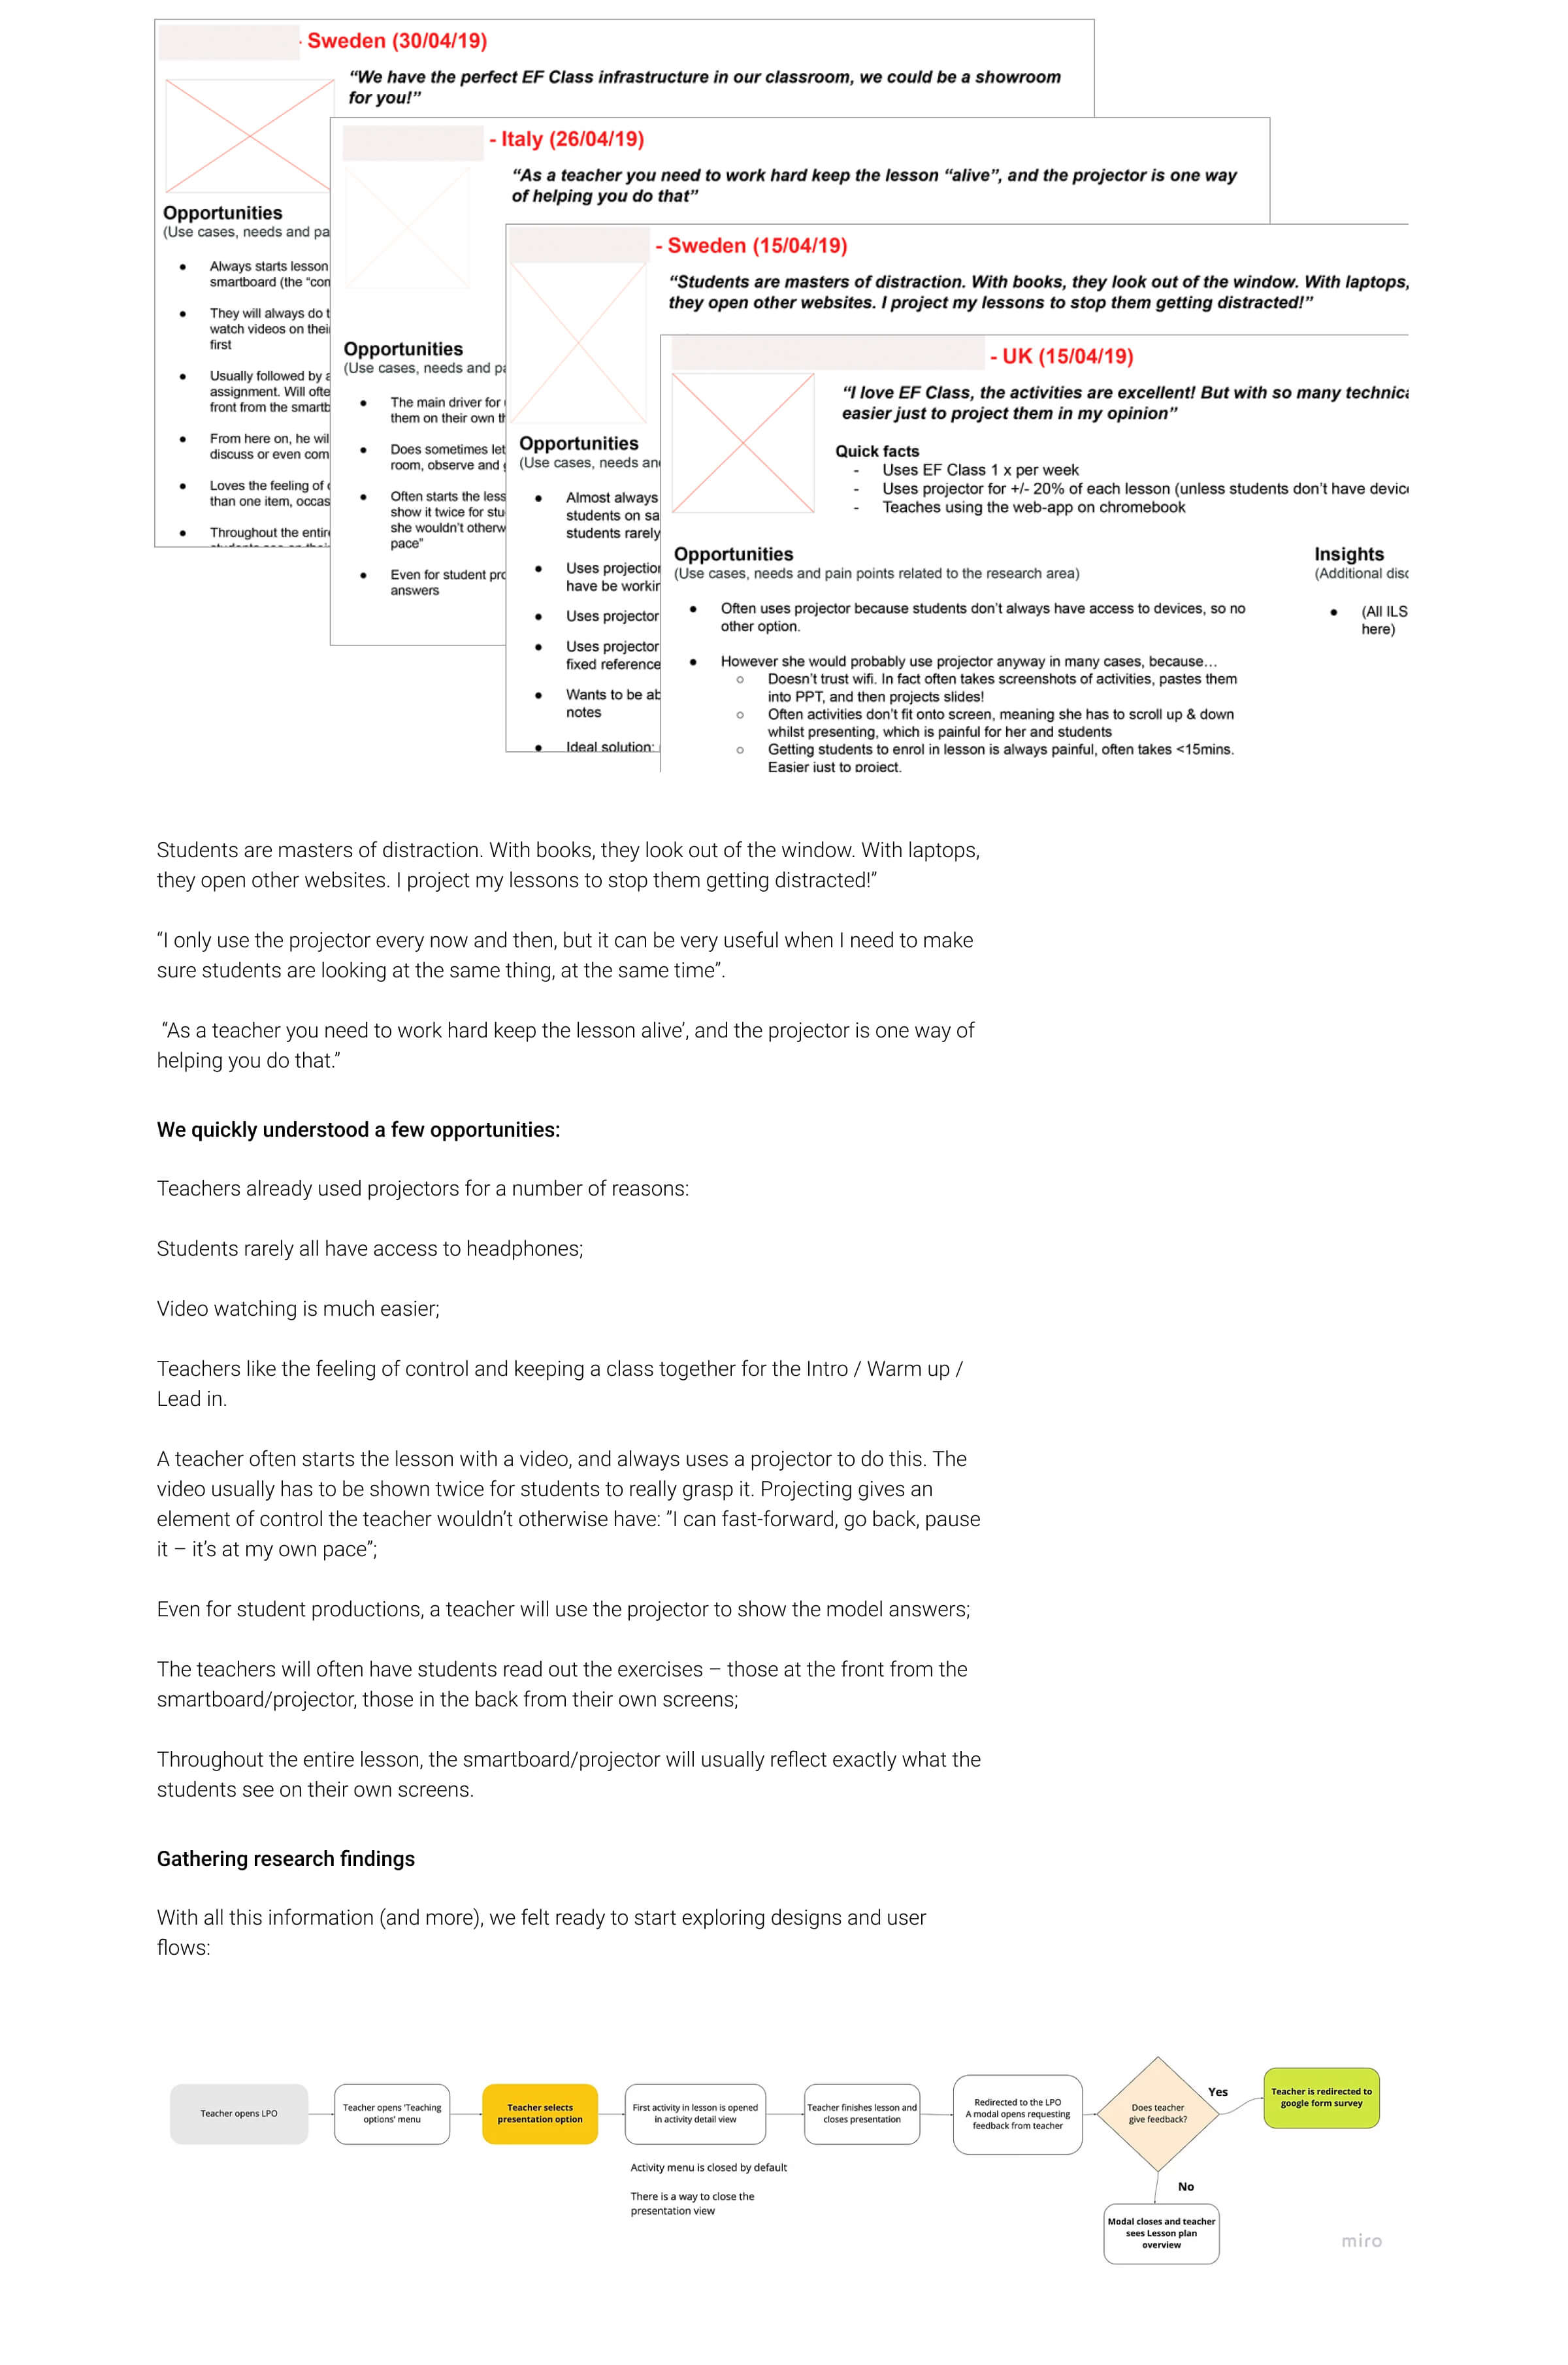 - Sweden (30/04/19)
“We have the perfect EF Class infrastructure in our classroom, we could be a showroom
for you!”
Opportunities
(Use cases, needs and pa
Always starts lesson
smartboard (the “con
They will always do t
watch videos on thei
first
Usually followed by a
assignment. Will ofte
front from the smartb
From here on, he wil
discuss or even com
Loves the feeling of
than one item, occas
Throughout the entire
- Italy (26/04/19)
“As a teacher you need to work hard keep the lesson “alive”, and the projector is one way
of helping you do that”
Opportunities
(Use cases, needs and pa
The main driver for
them on their own th
Does sometimes let
room, observe and
Often starts the less
show it twice for stu
she wouldn’t otherw
pace”
Even for student pro
answers
- Sweden (15/04/19)
“Students are masters of distraction. With books, they look out of the window. With laptops,
they open other websites. I project my lessons to stop them getting distracted!”
Opportunities
(Use cases, needs and
Almost always
students on sa
students rarely
Uses projection
have be workin
Uses projector
Uses projector
fixed reference
Wants to be ab
notes
Ideal solution:
- UK (15/04/19)
“I love EF Class, the activities are excellent! But with so many technica
easier just to project them in my opinion”
Quick facts
- Uses EF Class 1 x per week
- Uses projector for +/- 20% of each lesson (unless students don’t have device
- Teaches using the web-app on chromebook
Opportunities
(Use cases, needs and pain points related to the research area)
Often uses projector because students don’t always have access to devices, so no
other option.
However she would probably use projector anyway in many cases, because…
Doesn’t trust wifi. In fact often takes screenshots of activities, pastes them
into PPT, and then projects slides!
Often activities don’t fit onto screen, meaning she has to scroll up & down
whilst presenting, which is painful for her and students
Getting students to enrol in lesson is always painful, often takes <15mins.
Easier just to project.
Insights
(Additional disc
(All ILS
here)
Students are masters of distraction. With books, they look out of the window. With laptops,
they open other websites. I project my lessons to stop them getting distracted!”
“I only use the projector every now and then, but it can be very useful when I need to make
sure students are looking at the same thing, at the same time”.
“As a teacher you need to work hard keep the lesson alive’, and the projector is one way of
helping you do that.”
We quickly understood a few opportunities:
Teachers already used projectors for a number of reasons:
Students rarely all have access to headphones;
Video watching is much easier;
Teachers like the feeling of control and keeping a class together for the Intro / Warm up /
Lead in.
A teacher often starts the lesson with a video, and always uses a projector to do this. The
video usually has to be shown twice for students to really grasp it. Projecting gives an
element of control the teacher wouldn’t otherwise have: ”I can fast-forward, go back, pause
it – it’s at my own pace”;
Even for student productions, a teacher will use the projector to show the model answers;
The teachers will often have students read out the exercises – those at the front from the
smartboard/projector, those in the back from their own screens;
Throughout the entire lesson, the smartboard/projector will usually reflect exactly what the
students see on their own screens.
Gathering research findings
With all this information (and more), we felt ready to start exploring designs and user
flows:
Teacher opens LPO
Teacher opens 'Teaching
options' menu
Teacher selects
presentation option
First activity in lesson is opened
in activity detail view
Activity menu is closed by default
There is a way to close the
presentation view
Teacher finishes lesson and
closes presentation
Redirected to the LPO
A modal opens requesting
feedback from teacher
Does teacher
give feedback?
Yes
Teacher is redirected to
google form survey
No
Modal closes and teacher
sees Lesson plan
overview
miro